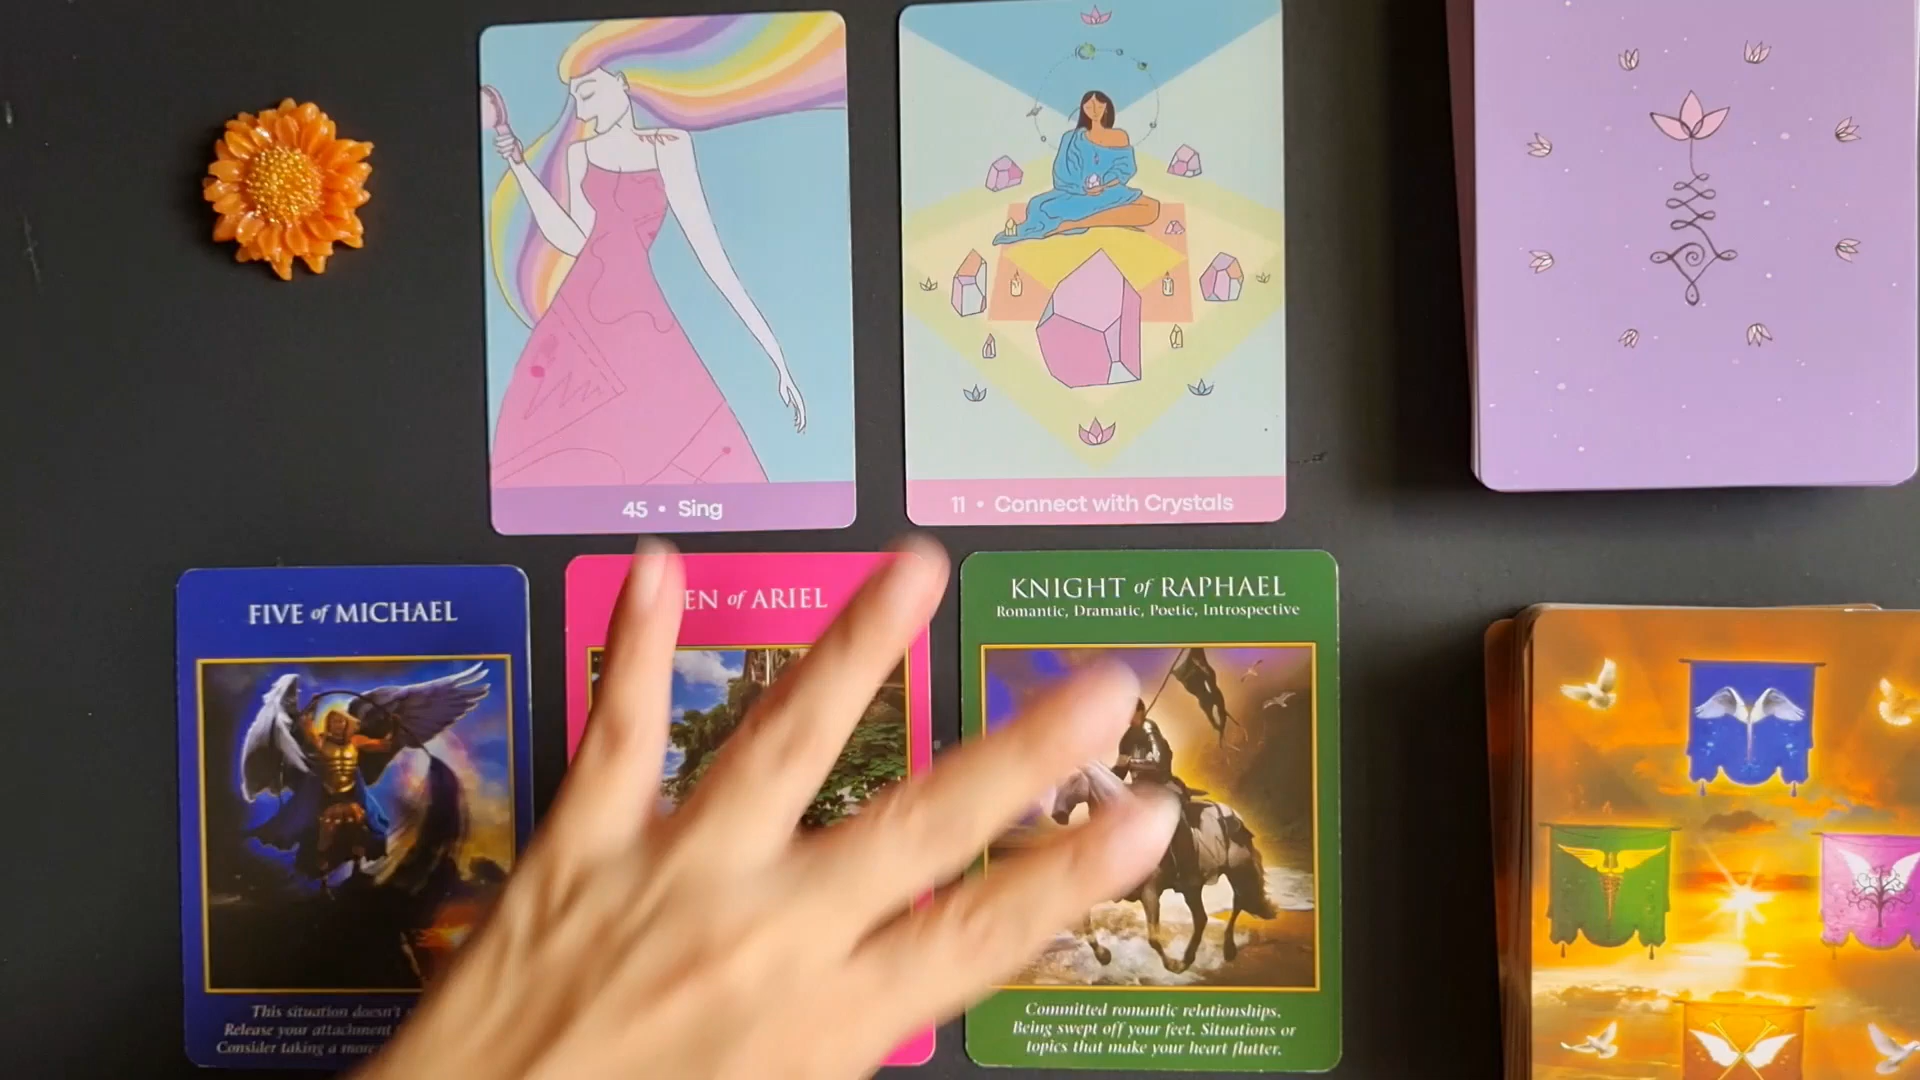 45 • Sing
11 • Connect with Crystals
FIVE of MICHAEL
EN of ARIEL
KNIGHT of RAPHAEL
Romantic, Dramatic, Poetic, Introspective
This situation doesn't
Release your attachment
Consider taking a more
Committed romantic relationships.
Being swept off your feet. Situations or
topics that make your heart flutter.